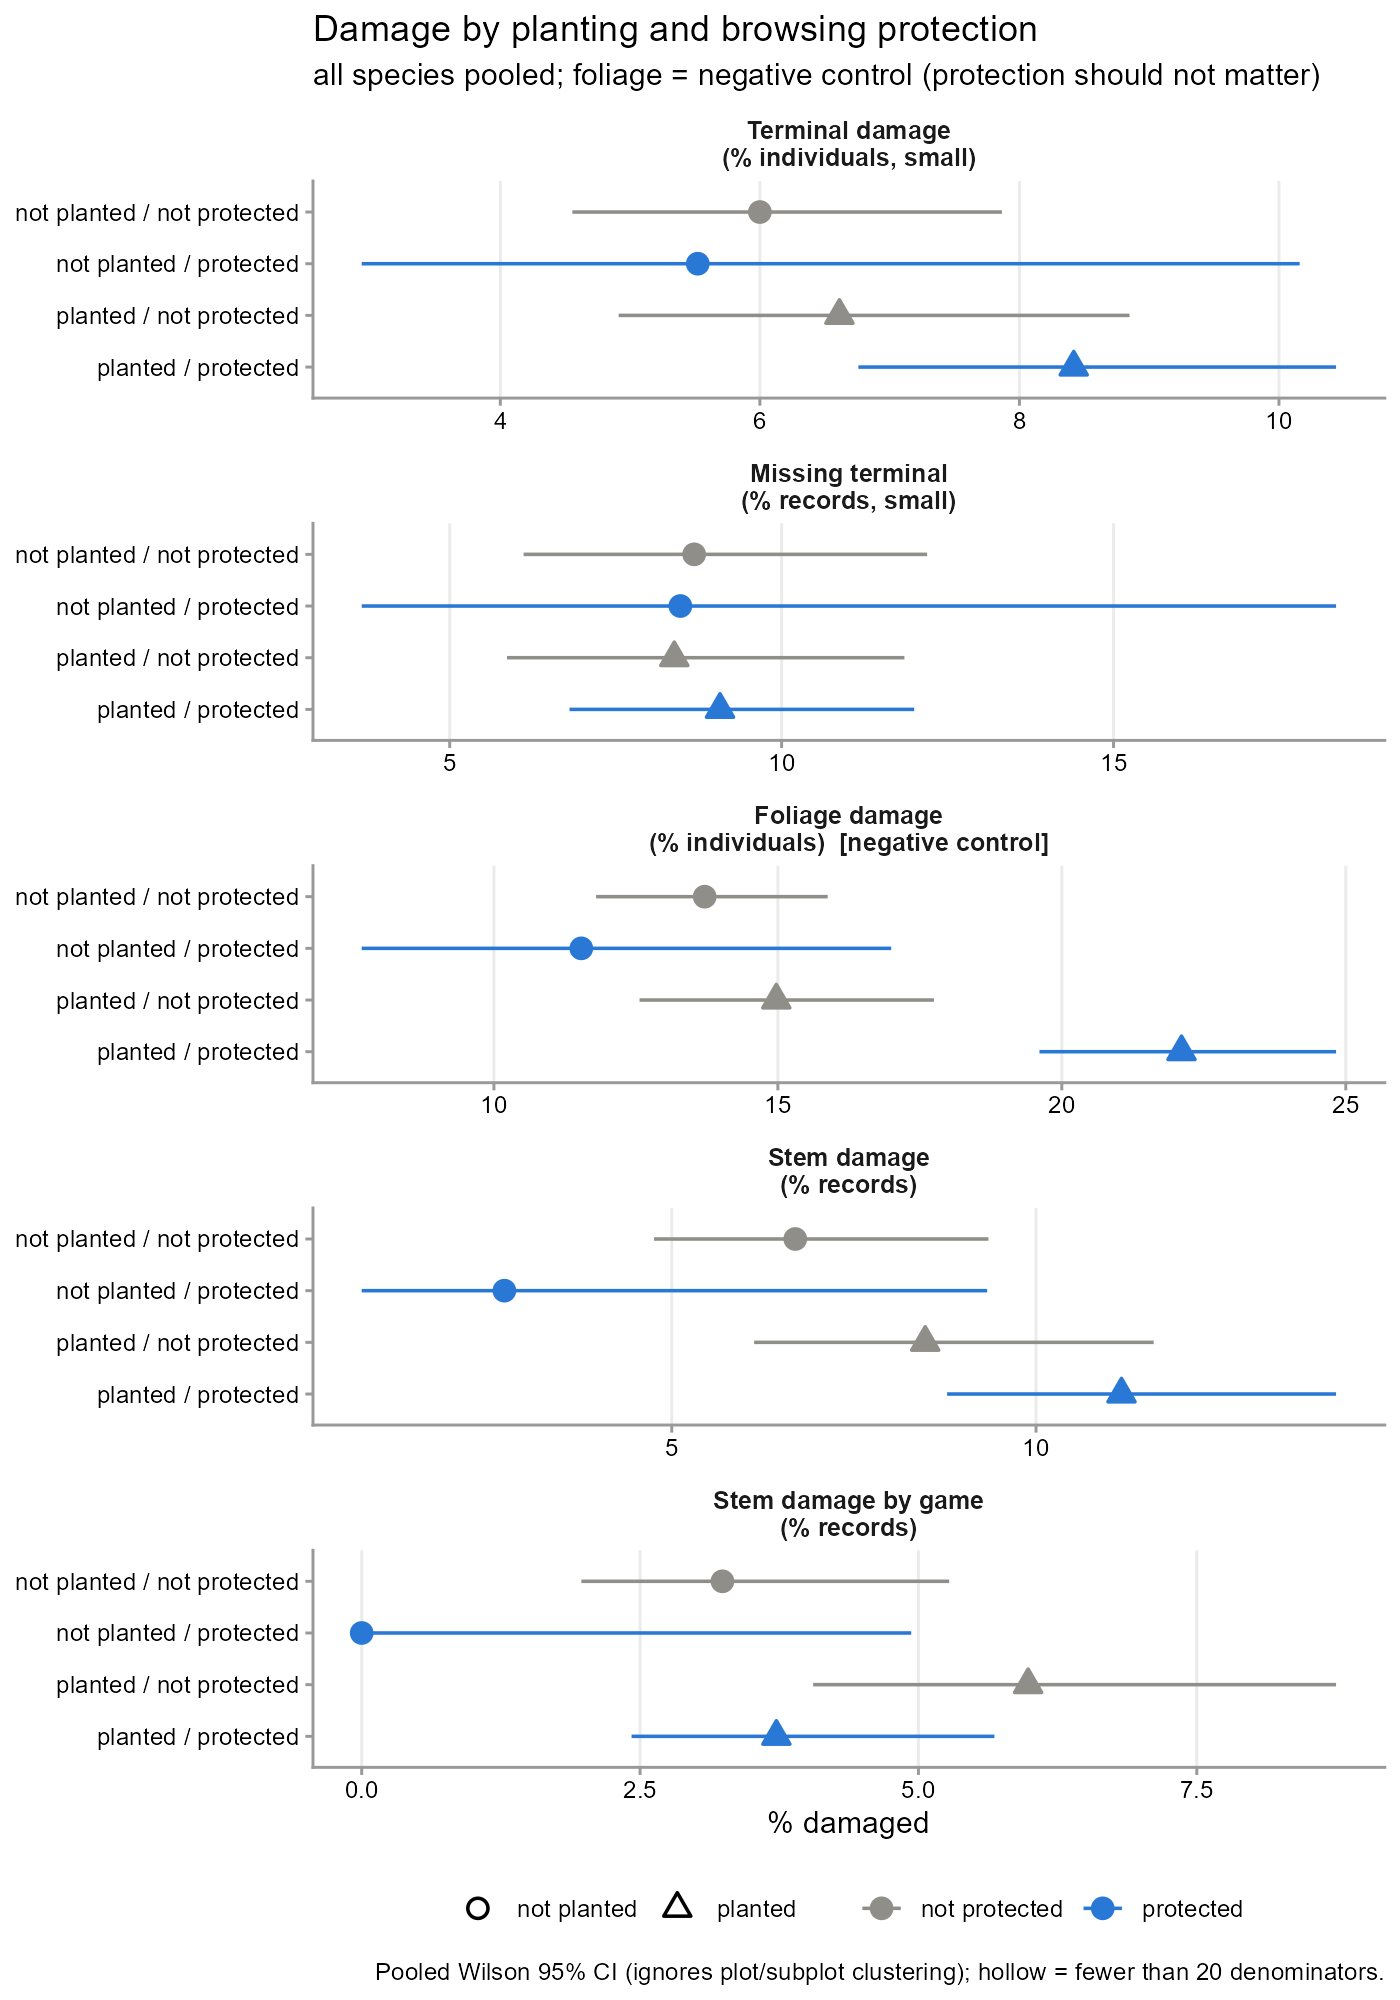 Damage by planting and browsing protection
all species pooled; foliage = negative control (protection should not matter)
Terminal damage
(% individuals, small)
not planted / not protected
not planted / protected
planted / not protected
planted / protected
4 6 8 10
Missing terminal
(% records, small)
not planted / not protected
not planted / protected
planted / not protected
planted / protected
5 10 15
Foliage damage
(% individuals) [negative control]
not planted / not protected
not planted / protected
planted / not protected
planted / protected
10 15 20 25
Stem damage
(% records)
not planted / not protected
not planted / protected
planted / not protected
planted / protected
5 10
Stem damage by game
(% records)
not planted / not protected
not planted / protected
planted / not protected
planted / protected
0.0 2.5 5.0 7.5
% damaged
not planted planted not protected protected
Pooled Wilson 95% CI (ignores plot/subplot clustering); hollow = fewer than 20 denominators.